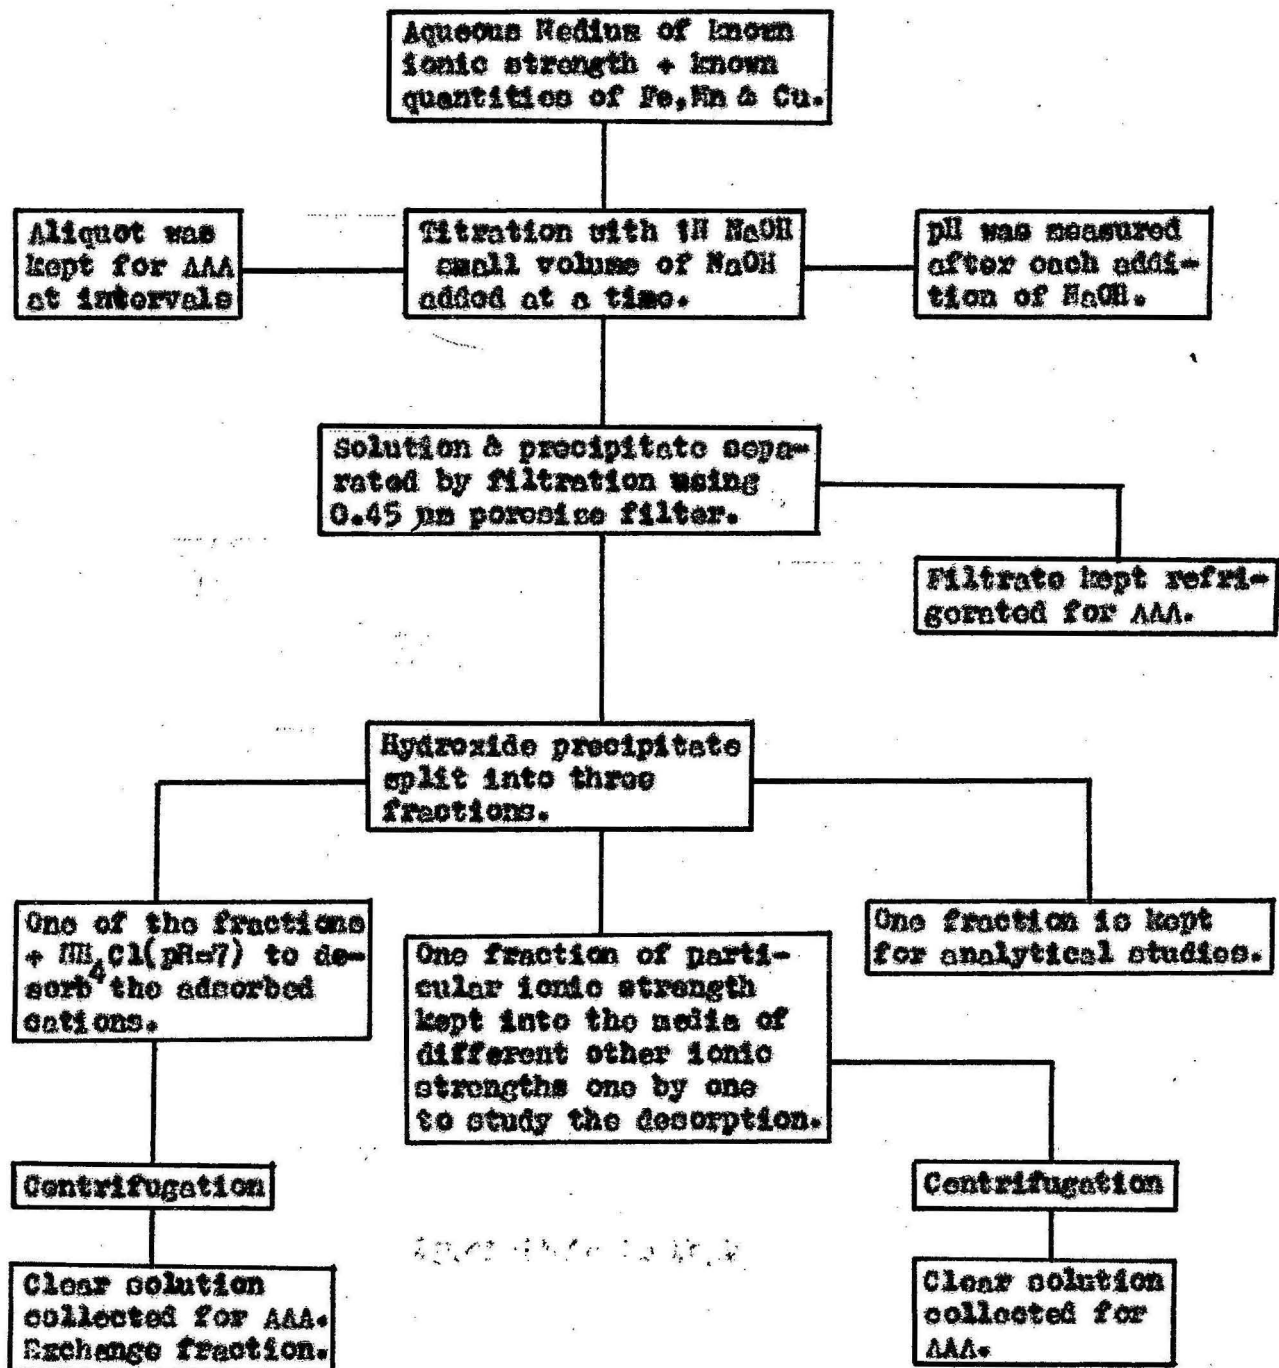 Aqueous Medium of known
ionic strength + known
quantities of Fe,Mn & Cu.
Aliquot was
kept for AAA
at intervals
Titration with 1N NaOH
small volume of NaOH
added at a time.
pH was measured
after each addi-
tion of NaOH.
Solution & precipitate sepa-
rated by filtration using
0.45 µm poresize filter.
Filtrate kept refri-
gerated for AAA.
Hydroxide precipitate
split into three
fractions.
One of the fractions
+ NH4Cl(pH=7) to de-
sorb the adsorbed
cations.
One fraction of parti-
cular ionic strength
kept into the media of
different other ionic
strengths one by one
to study the desorption.
One fraction is kept
for analytical studies.
Centrifugation
Centrifugation
Clear solution
collected for AAA.
Exchange fraction.
Clear solution
collected for
AAA.